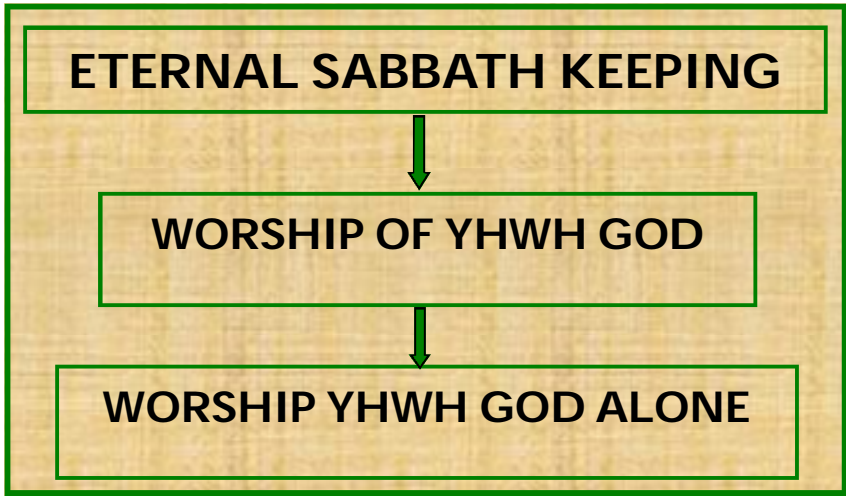 ETERNAL SABBATH KEEPING
WORSHIP OF YHWH GOD
WORSHIP YHWH GOD ALONE